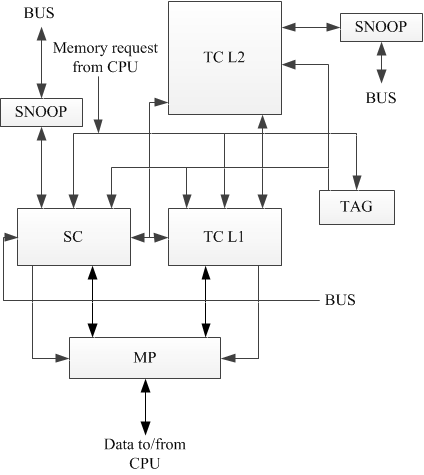 BUS
SNOOP
Memory request
from CPU
TC L2
SNOOP
BUS
SC
TC L1
TAG
BUS
MP
Data to/from
CPU